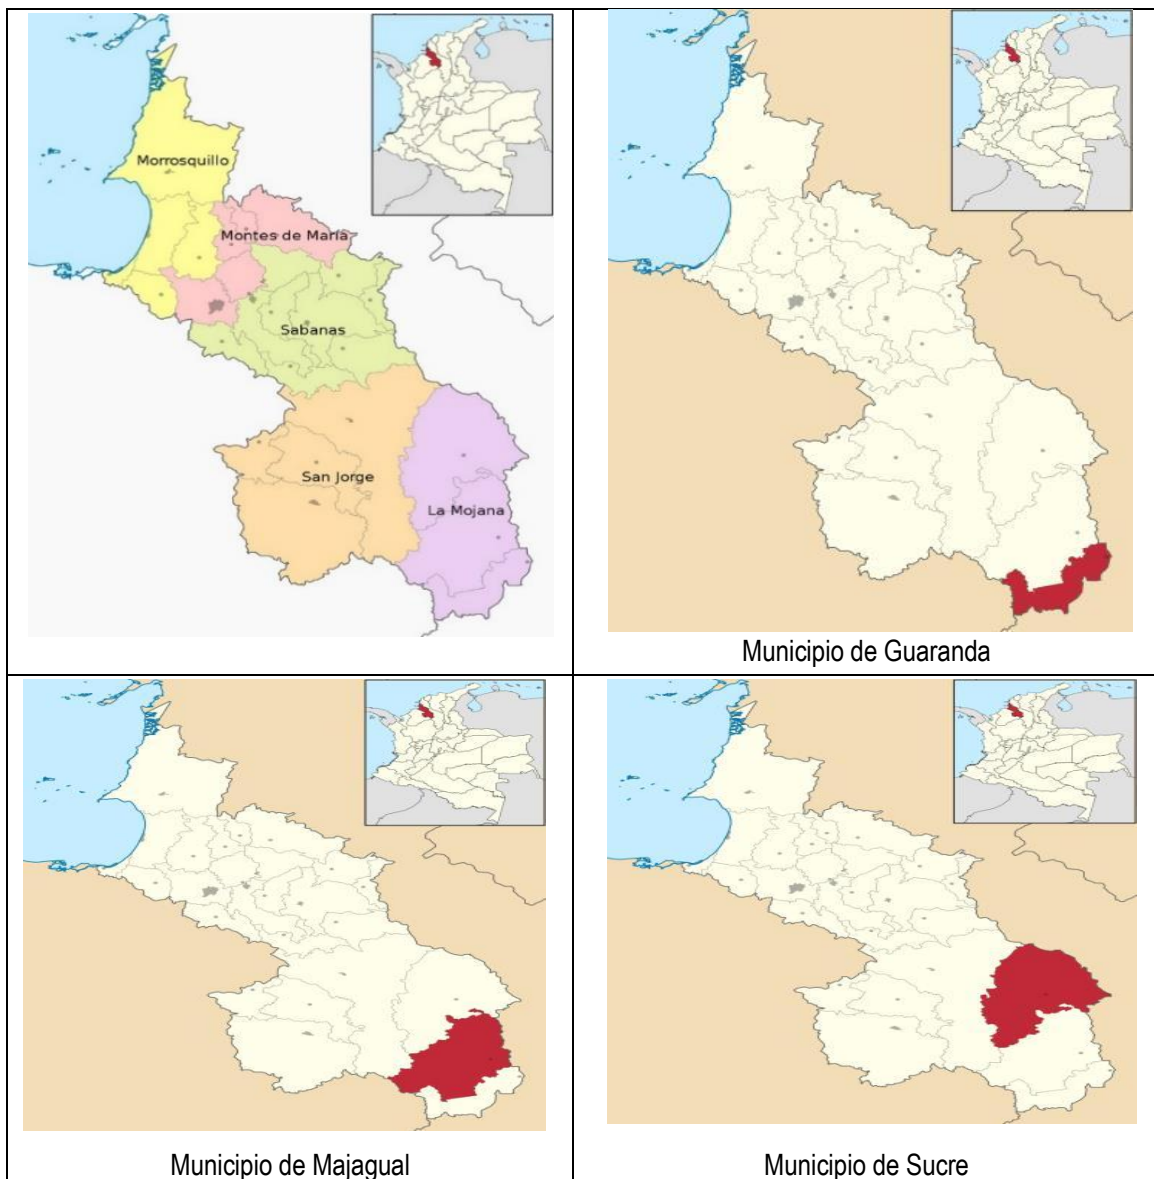 Morrosquillo
Montes de María
Sabanas
San Jorge
La Mojana
Municipio de Guaranda
Municipio de Majagual
Municipio de Sucre